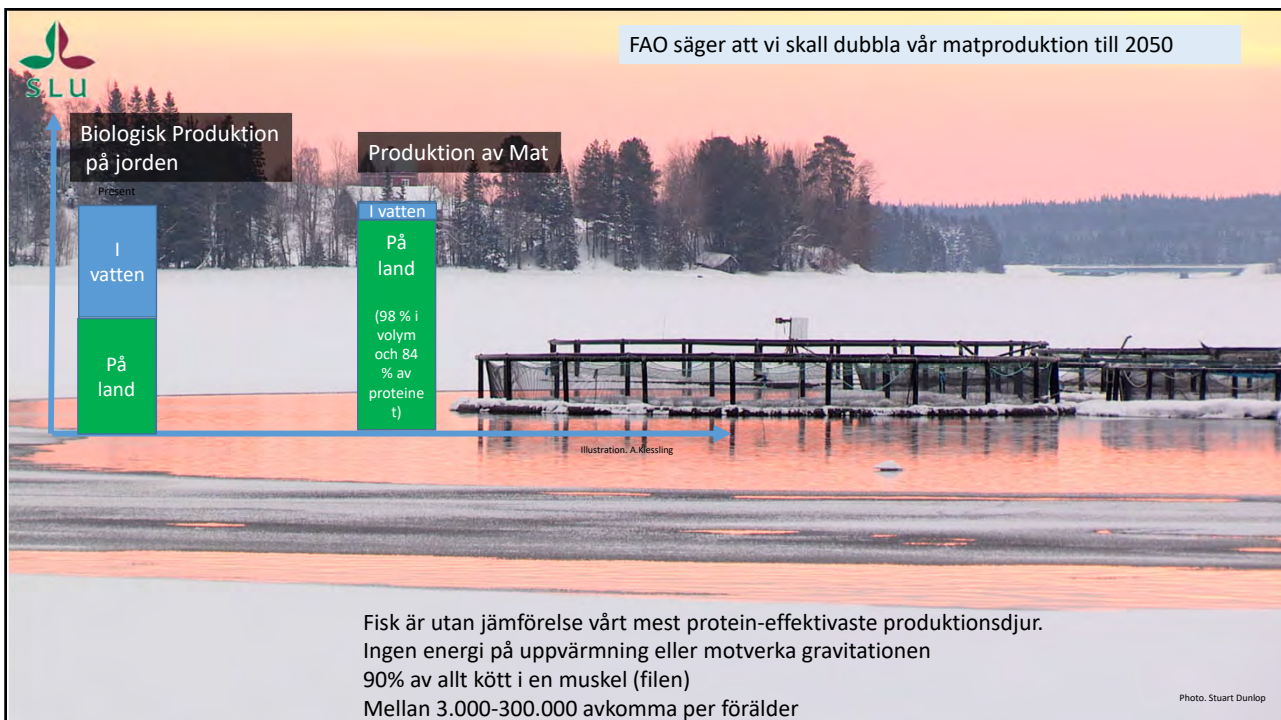 SLU
FAO säger att vi skall dubbla vår matproduktion till 2050
Biologisk Produktion
på jorden
Present
I
vatten
På
land
Produktion av Mat
I vatten
På
land
(98 % i
volym
och 84
% av
proteine
t)
Illustration. A.Kiessling
Fisk är utan jämförelse vårt mest protein-effektivaste produktionsdjur.
Ingen energi på uppvärmning eller motverka gravitationen
90% av allt kött i en muskel (filen)
Mellan 3.000-300.000 avkomma per förälder
Photo. Stuart Dunlop